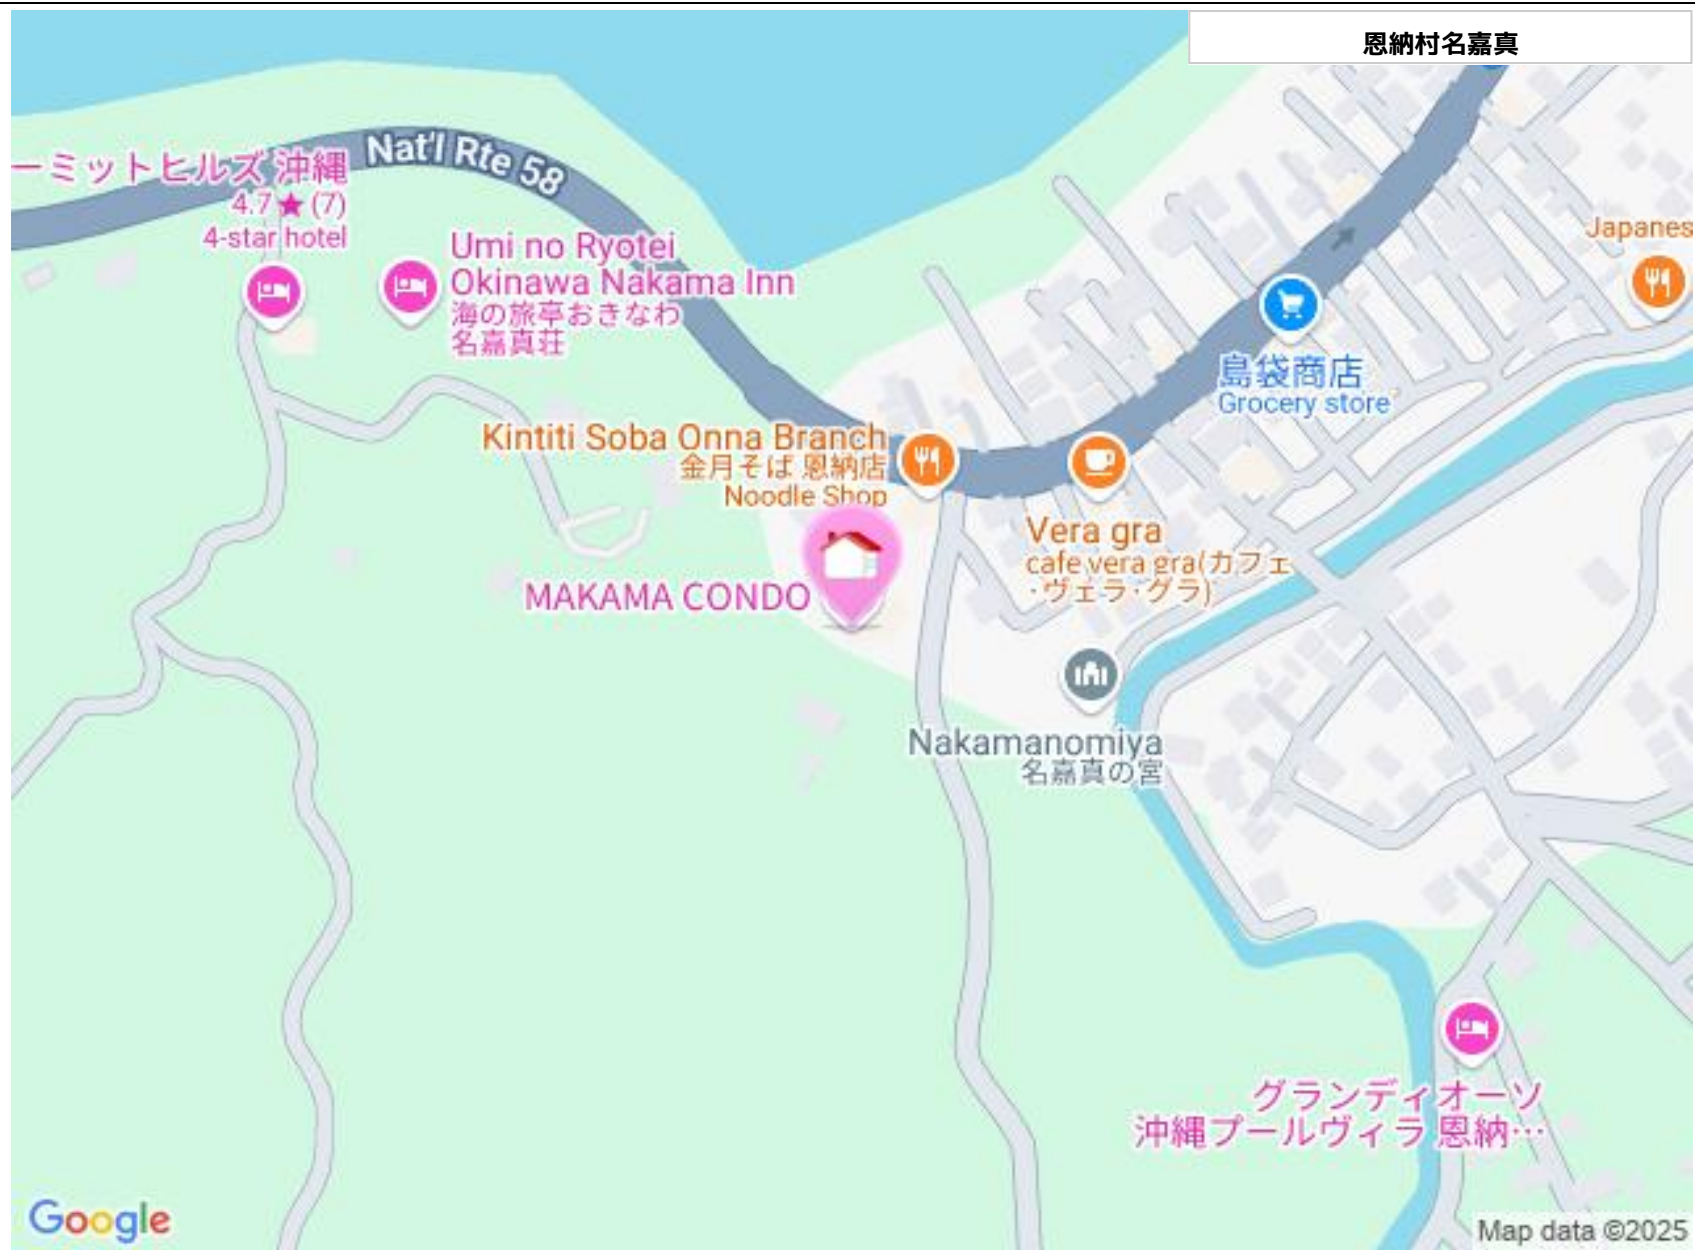 恩納村名嘉真
Nat'l Rte 58
ーミットヒルズ 沖縄
4.7★(7)
4-star hotel
Umi no Ryotei
Okinawa Nakama Inn
海の旅亭おきなわ
名嘉真荘
Japanes
島袋商店
Grocery store
Kintiti Soba Onna Branch
金月そば 恩納店
Noodle Shop
Vera gra
cafe vera gra(カフェ
・ヴェラ・グラ)
MAKAMA CONDO
Nakamanomiya
名嘉真の宮
グランディオーソ
沖縄プールヴィラ 恩納…
Google
Map data ©2025